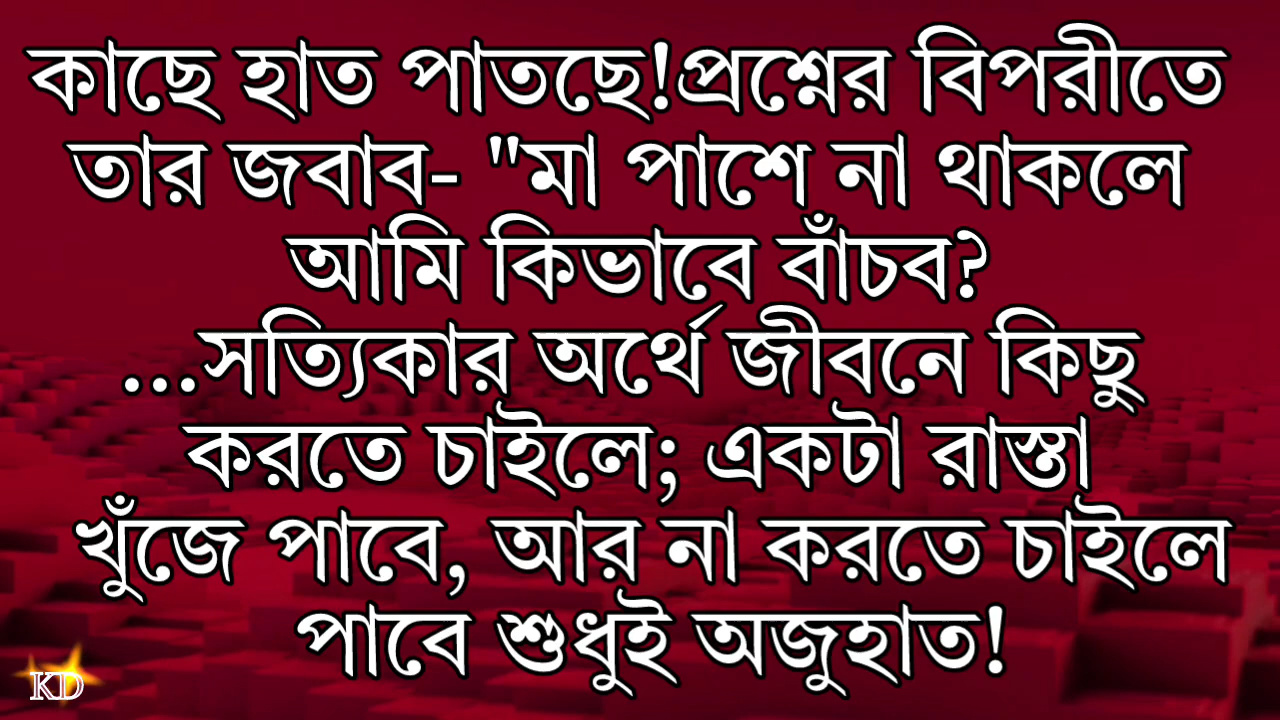 কাছে হাত পাতছে!প্রশ্নের বিপরীতে
তার জবাব- "মা পাশে না থাকলে
আমি কিভাবে বাঁচব?
...সত্যিকার অর্থে জীবনে কিছু
করতে চাইলে; একটা রাস্তা
খুঁজে পাবে, আর না করতে চাইলে
পাবে শুধুই অজুহাত!
KD